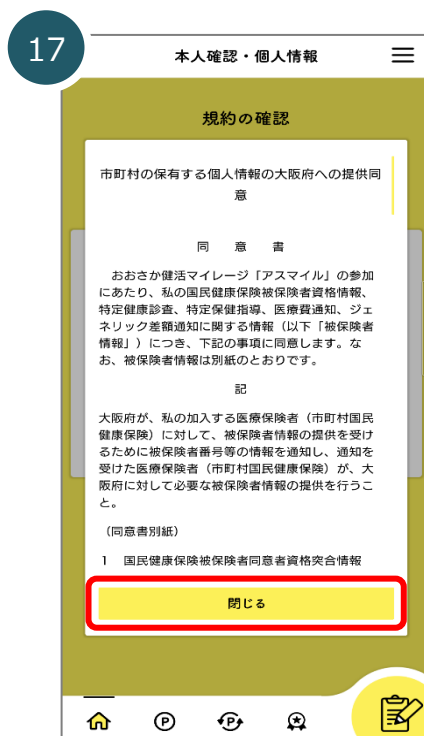 17
本人確認・個人情報
規約の確認
市町村の保有する個人情報の大阪府への提供同
意
同 意 書
おおさか健活マイレージ「アスマイル」の参加
にあたり、私の国民健康保険被保険者資格情報、
特定健康診査、特定保健指導、医療費通知、ジェ
ネリック差額通知に関する情報（以下「被保険者
情報」）につき、下記の事項に同意します。な
お、被保険者情報は別紙のとおりです。
記
大阪府が、私の加入する医療保険者（市町村国民
健康保険）に対して、被保険者情報の提供を受け
るために被保険者番号等の情報を通知し、通知を
受けた医療保険者（市町村国民健康保険）が、大
阪府に対して必要な被保険者情報の提供を行うこ
と。
（同意書別紙）
1 国民健康保険被保険者同意者資格突合情報
閉じる
P
P